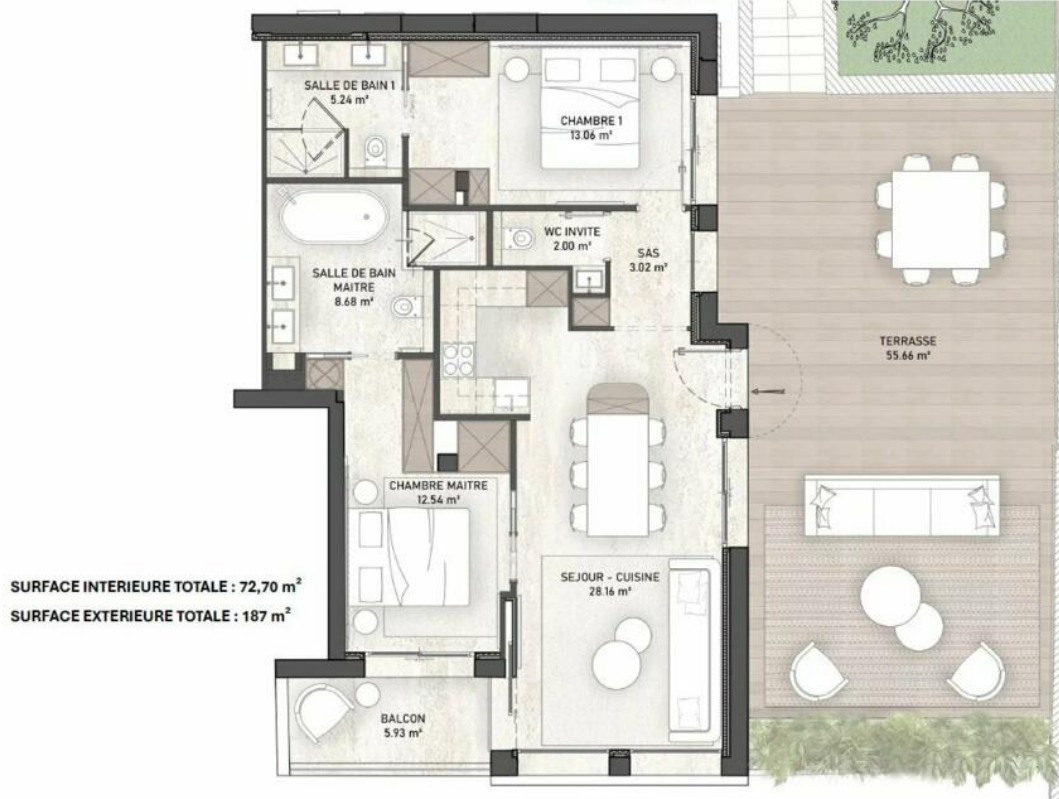 SALLE DE BAIN 1
5.24 m²
CHAMBRE 1
13.06 m²
WC INVITE
2.00 m²
SAS
3.02 m²
SALLE DE BAIN
MAITRE
8.68 m²
TERRASSE
55.66 m²
CHAMBRE MAITRE
12.54 m²
SEJOUR - CUISINE
28.16 m²
SURFACE INTERIEURE TOTALE : 72,70 m²
SURFACE EXTERIEURE TOTALE : 187 m²
BALCON
5.93 m²